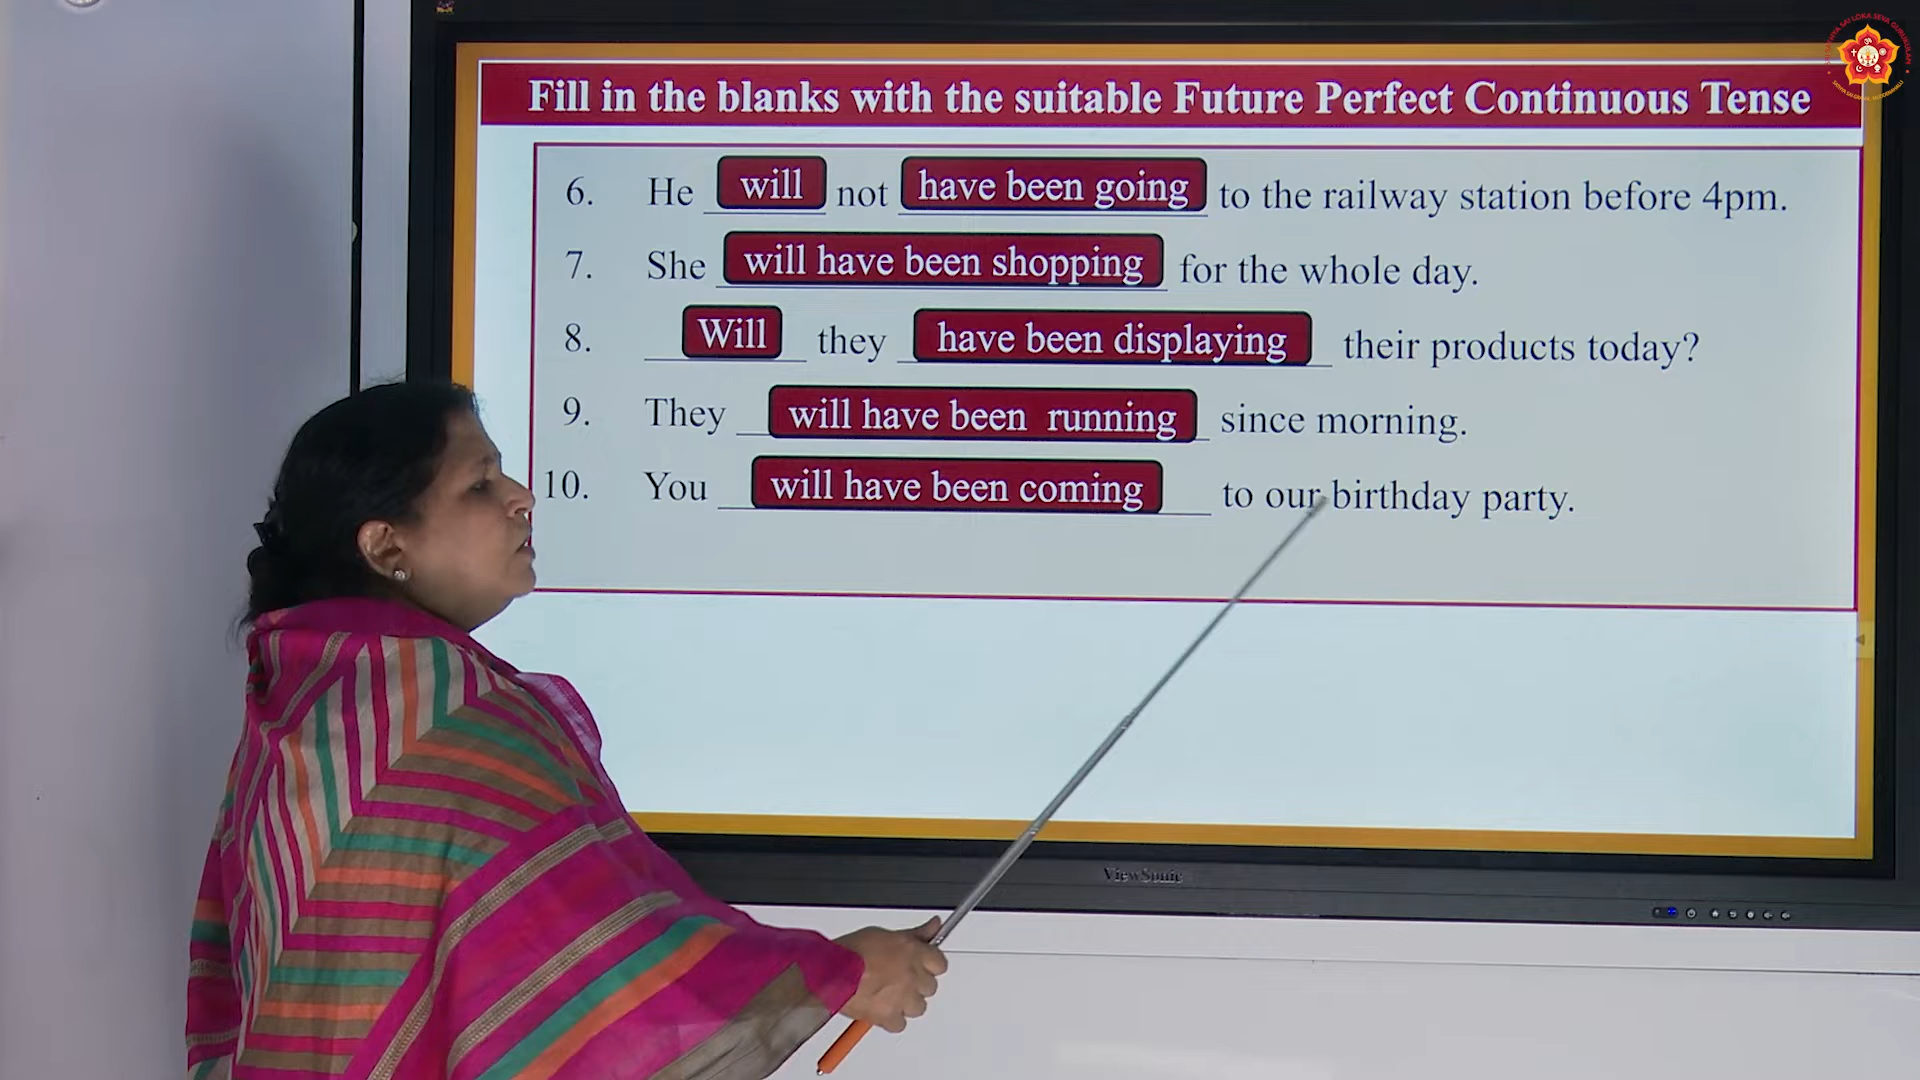 Fill in the blanks with the suitable Future Perfect Continuous Tense
6. He will not have been going to the railway station before 4pm.
7. She will have been shopping for the whole day.
8. Will they have been displaying their products today?
9. They will have been running since morning.
10. You will have been coming to our birthday party.
ViewSonic